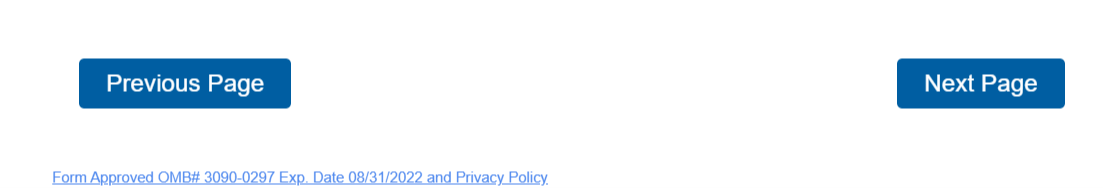 Previous Page
Next Page
Form Approved OMB# 3090-0297 Exp. Date 08/31/2022 and Privacy Policy